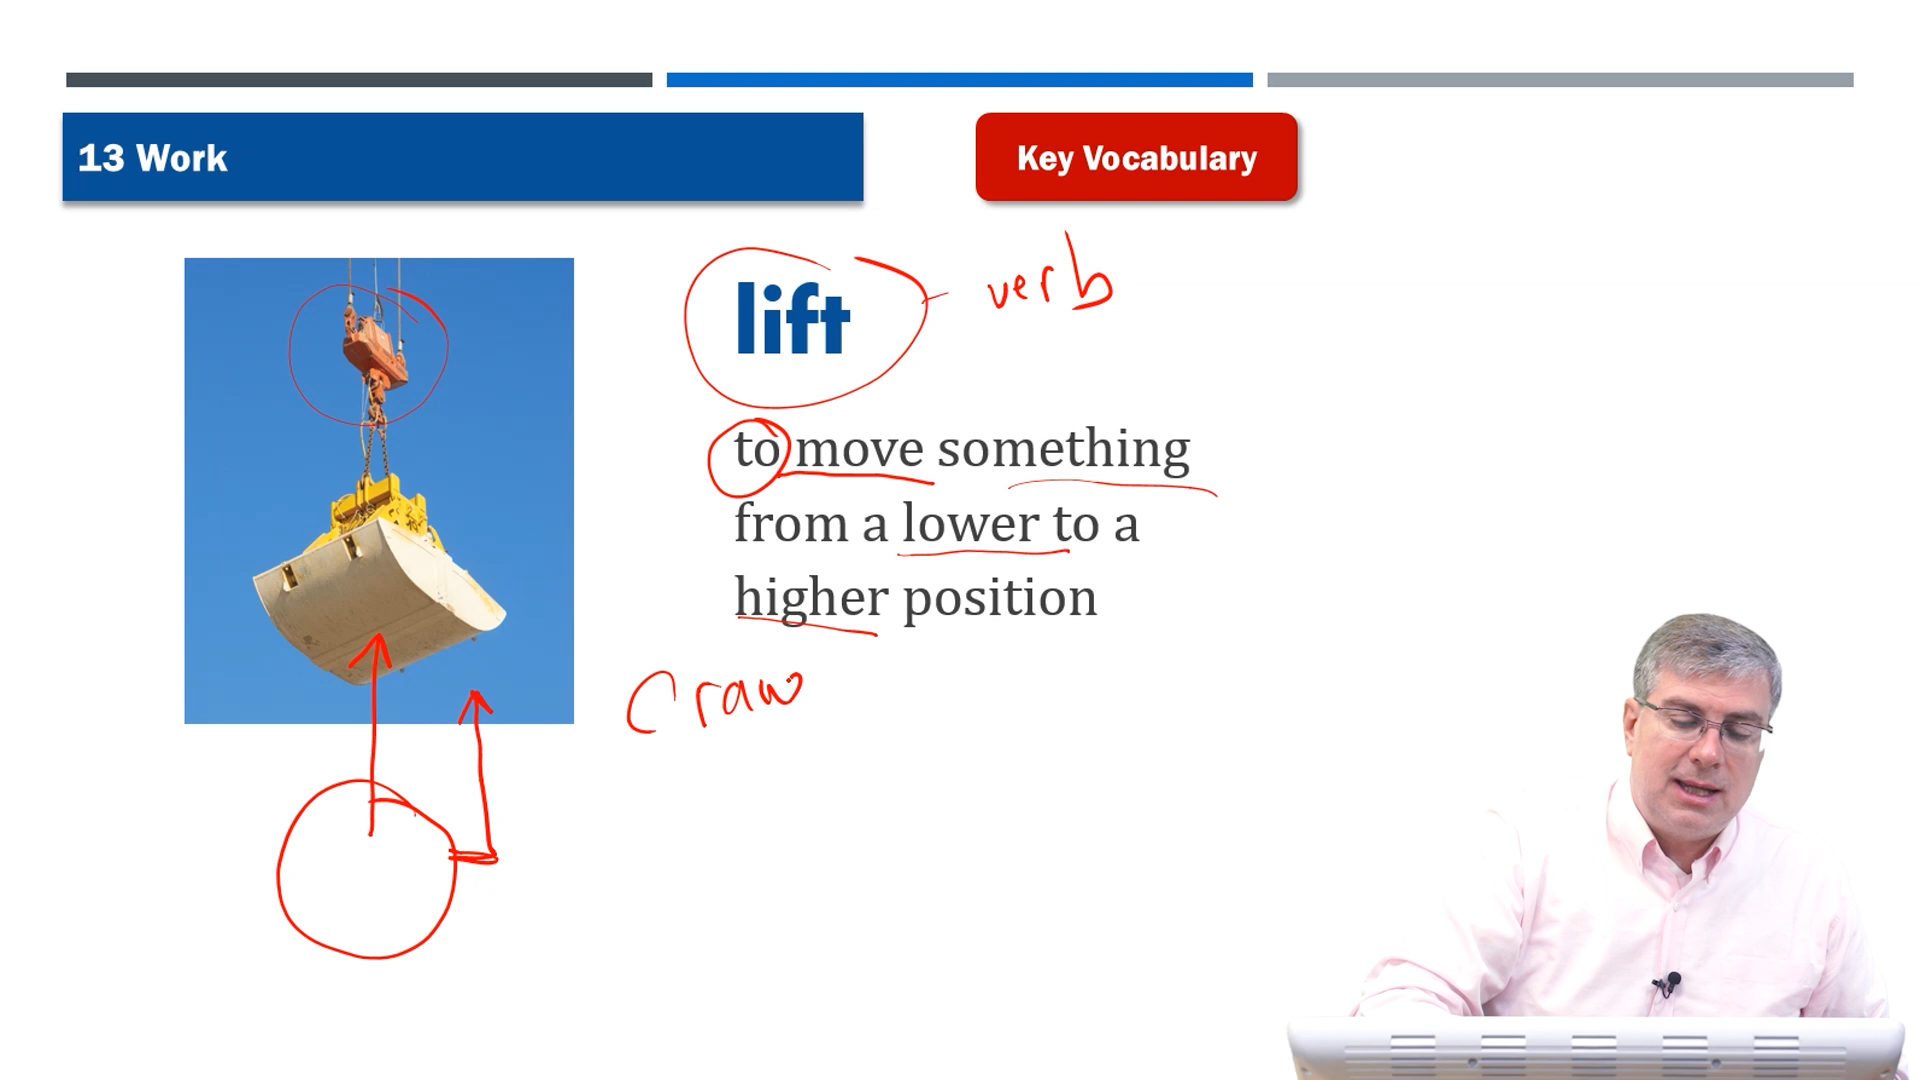 13 Work
Key Vocabulary
lift
verb
to move something
from a lower to a
higher position
Craw